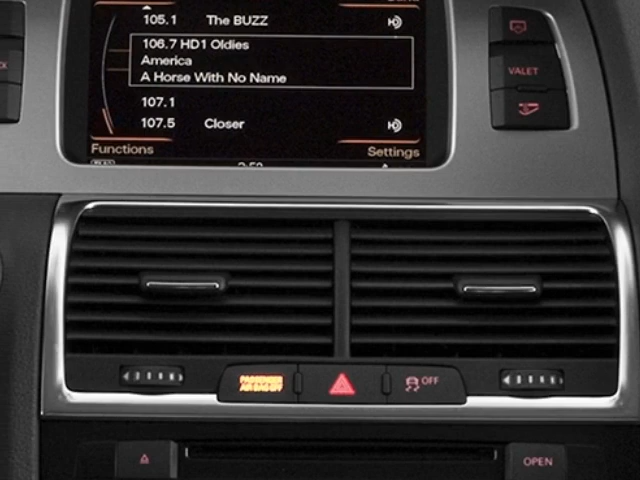 105.1 The BUZZ
106.7 HD1 Oldies
America
A Horse With No Name
107.1
107.5 Closer
Functions
Settings
VALET
OFF
OPEN